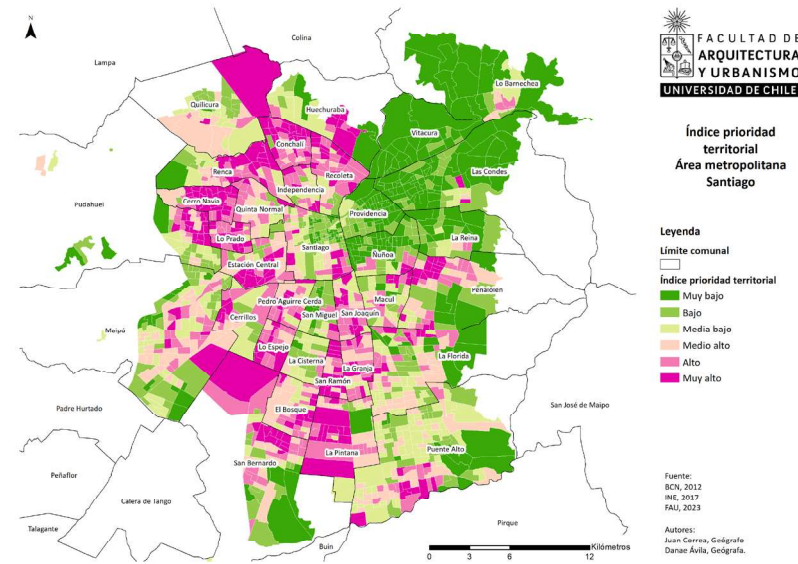 N
Colina
Lampa
Lo Barnechea
Quilicura
Huechuraba
Vitacura
Conchalí
Renca
Recoleta
Las Condes
Independencia
Cerro Navia
Pudahuel
Quinta Normal
Providencia
Lo Prado
Santiago
La Reina
Ñuñoa
Estación Central
Peñalolén
Pedro Aguirre Cerda
Macul
Cerrillos
San Miguel
San Joaquín
Maipú
Lo Espejo
La Cisterna
La Florida
La Granja
San Ramón
Padre Hurtado
El Bosque
San José de Maipo
Puente Alto
La Pintana
San Bernardo
Peñaflor
Calera de Tango
Talagante
Pirque
Buin
Kilómetros
0 3 6 12
FACULTAD DE
ARQUITECTURA
Y URBANISMO
UNIVERSIDAD DE CHILE
Índice prioridad
territorial
Área metropolitana
Santiago
Leyenda
Límite comunal
Índice prioridad territorial
Muy bajo
Bajo
Medio bajo
Medio alto
Alto
Muy alto
Fuente:
BCN, 2012
INE, 2017
FAU, 2023
Autores:
Juan Correa, Geógrafo
Danae Ávila, Geógrafa.